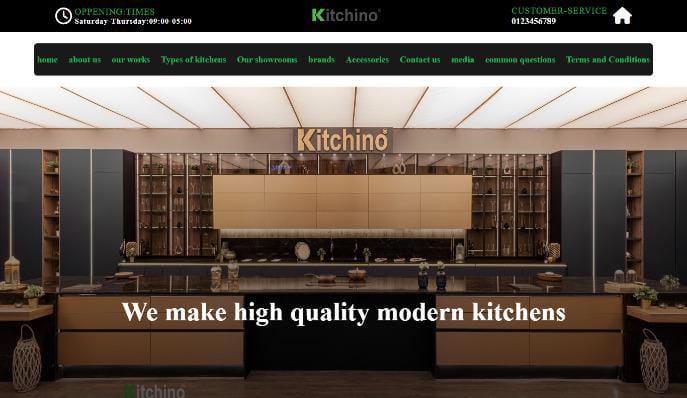 OPPENING:TIMES
Saturday-Thursday:09:00-05:00
Kitchino
CUSTOMER-SERVICE
0123456789
home about us our works Types of kitchens Our showrooms brands Accessories Contact us media common questions Terms and Conditions
Kitchino
We make high quality modern kitchens
Kitchino